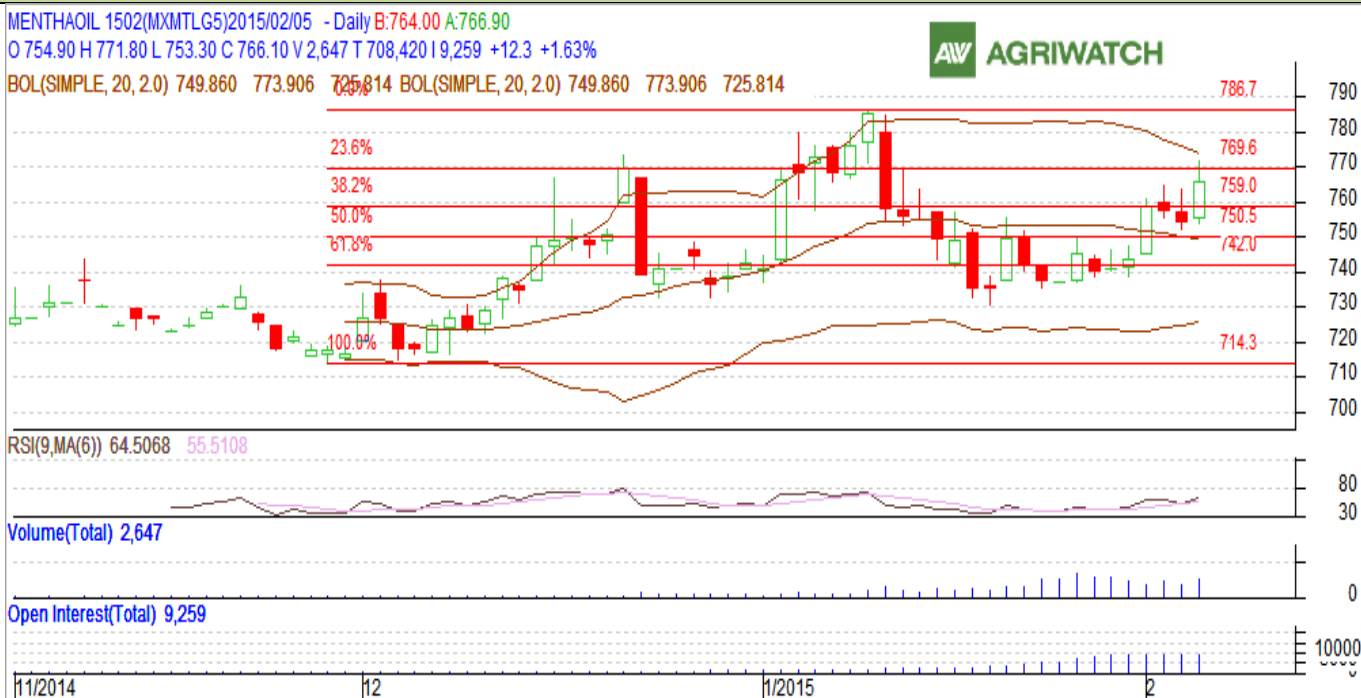 MENTHAOIL 1502(MXMTLG5)2015/02/05 - Daily B:764.00 A:766.90
O 754.90 H 771.80 L 753.30 C 766.10 V 2,647 T 708,420 I 9,259 +12.3 +1.63%
AW AGRIWATCH
BOL(SIMPLE, 20, 2.0) 749.860 773.906 725.814 BOL(SIMPLE, 20, 2.0) 749.860 773.906 725.814
0.0% 786.7 790
780
23.6% 769.6 770
38.2% 759.0 760
50.0% 750.5 750
61.8% 742.0 740
730
100.0% 714.3 720
710
700
RSI(9,MA(6)) 64.5068 55.5108
80
30
Volume(Total) 2,647
0
Open Interest(Total) 9,259
10000
11/2014 12 1/2015 2